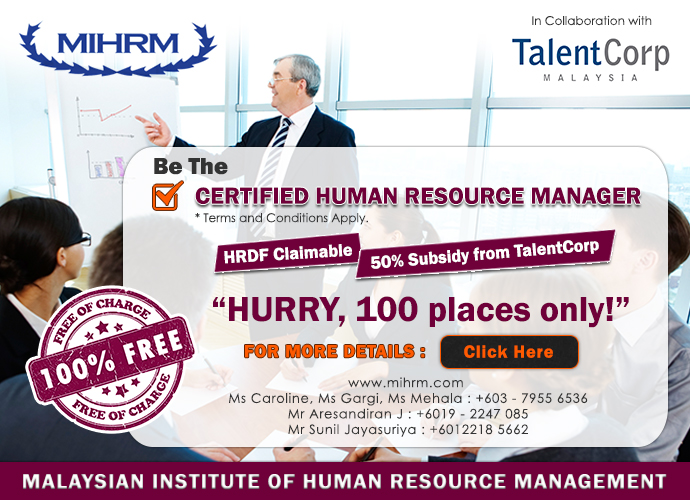 MIHRM
In Collaboration with
TalentCorp
MALAYSIA
Be The
CERTIFIED HUMAN RESOURCE MANAGER
* Terms and Conditions Apply.
HRDF Claimable
50% Subsidy from TalentCorp
“HURRY, 100 places only!”
FREE OF CHARGE
100% FREE
FREE OF CHARGE
FOR MORE DETAILS :
Click Here
www.mihrm.com
Ms Caroline, Ms Gargi, Ms Mehala : +603 - 7955 6536
Mr Aresandiran J : +6019 - 2247 085
Mr Sunil Jayasuriya : +6012218 5662
MALAYSIAN INSTITUTE OF HUMAN RESOURCE MANAGEMENT